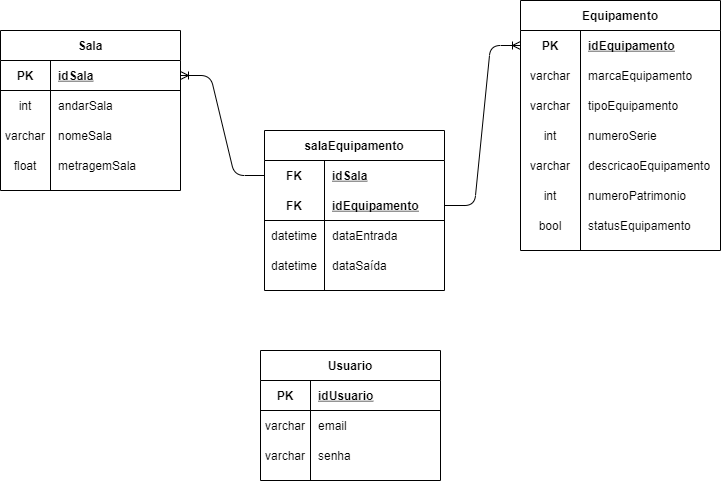 Sala
PK idSala
int andarSala
varchar nomeSala
float metragemSala
salaEquipamento
FK idSala
FK idEquipamento
datetime dataEntrada
datetime dataSaída
Equipamento
PK idEquipamento
varchar marcaEquipamento
varchar tipoEquipamento
int numeroSerie
varchar descricaoEquipamento
int numeroPatrimonio
bool statusEquipamento
Usuario
PK idUsuario
varchar email
varchar senha